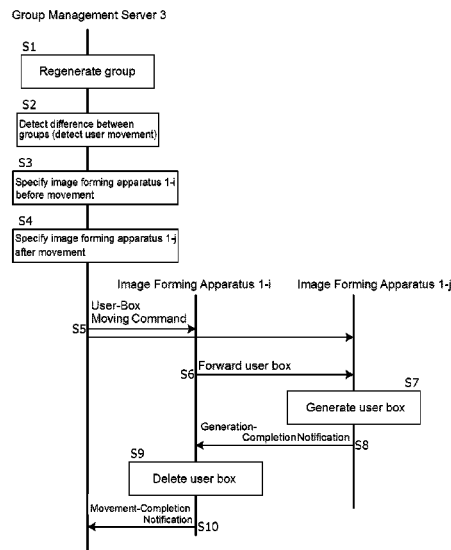 Group Management Server 3
S1
Regenerate group
S2
Detect difference between
groups (detect user movement)
S3
Specify image forming apparatus 1-i
before movement
S4
Specify image forming apparatus 1-j
after movement
Image Forming Apparatus 1-i
Image Forming Apparatus 1-j
User-Box
Moving Command
S5
Forward user box
S6
S7
Generate user box
Generation-
Completion Notification
S8
S9
Delete user box
Movement-Completion
Notification
S10